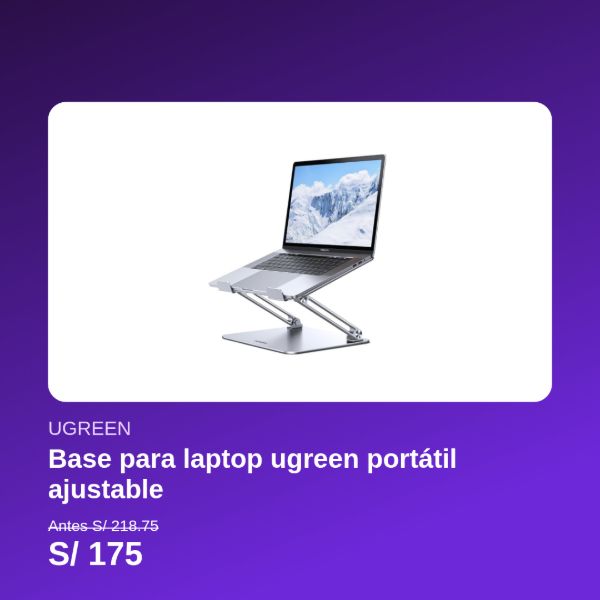 UGREEN
Base para laptop ugreen portátil
ajustable
Antes S/ 218.75
S/ 175